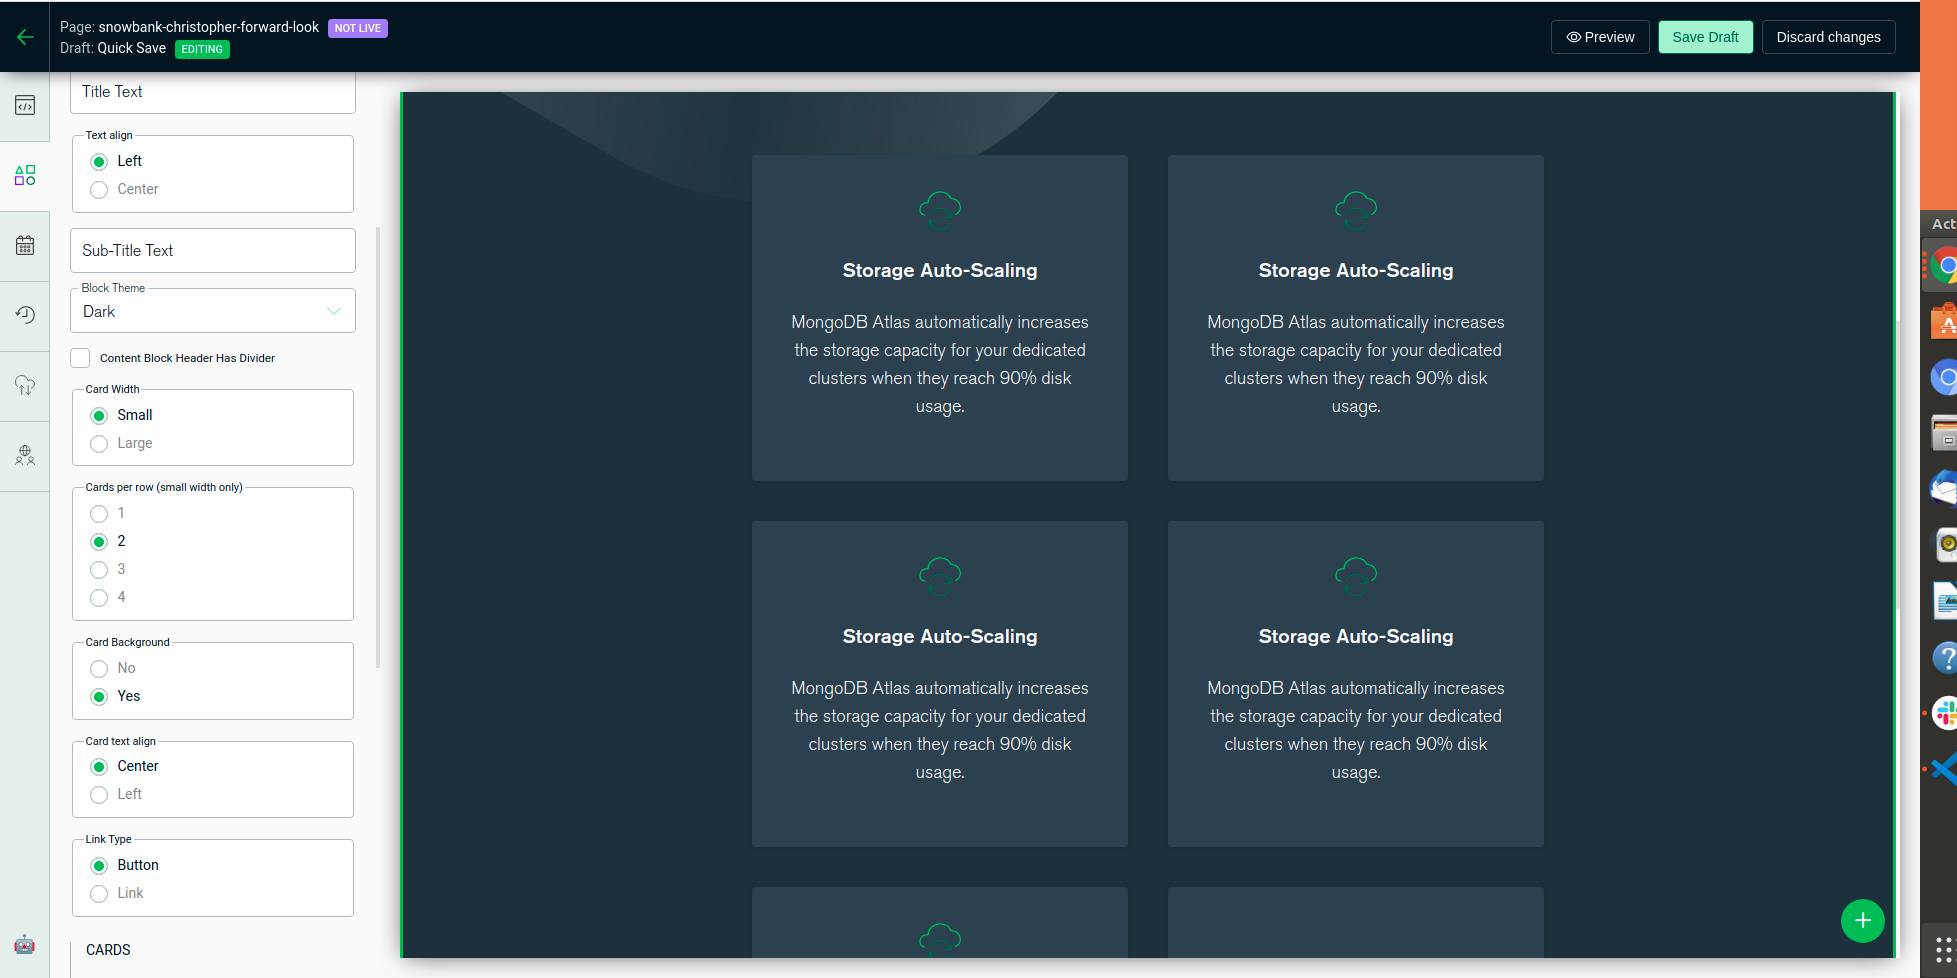 Page: snowbank-christopher-forward-look NOT LIVE
Draft: Quick Save EDITING
Preview
Save Draft
Discard changes
Title Text
Text align
Left
Center
Sub-Title Text
Block Theme
Dark
Content Block Header Has Divider
Card Width
Small
Large
Cards per row (small width only)
1
2
3
4
Card Background
No
Yes
Card text align
Center
Left
Link Type
Button
Link
CARDS
Storage Auto-Scaling
MongoDB Atlas automatically increases
the storage capacity for your dedicated
clusters when they reach 90% disk
usage.
Storage Auto-Scaling
MongoDB Atlas automatically increases
the storage capacity for your dedicated
clusters when they reach 90% disk
usage.
Storage Auto-Scaling
MongoDB Atlas automatically increases
the storage capacity for your dedicated
clusters when they reach 90% disk
usage.
Storage Auto-Scaling
MongoDB Atlas automatically increases
the storage capacity for your dedicated
clusters when they reach 90% disk
usage.
Act